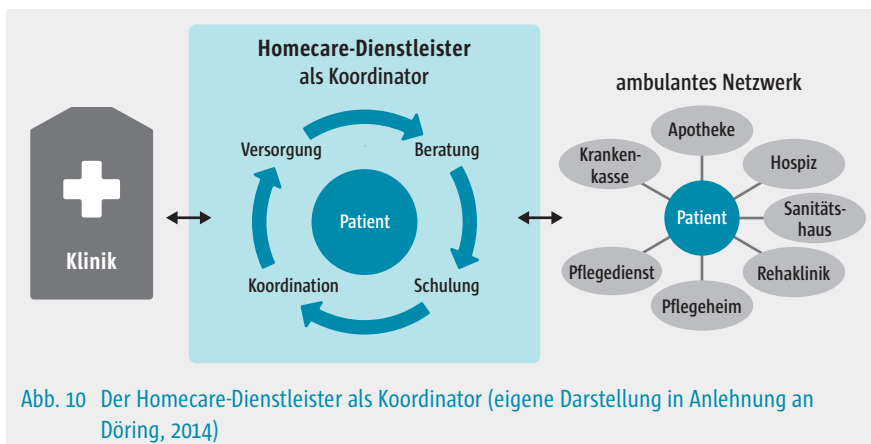 Homecare-Dienstleister
als Koordinator
Klinik
Versorgung
Beratung
Patient
Koordination
Schulung
ambulantes Netzwerk
Apotheke
Kranken-
kasse
Hospiz
Patient
Sanitäts-
haus
Pflegedienst
Rehaklinik
Pflegeheim
Abb. 10 Der Homecare-Dienstleister als Koordinator (eigene Darstellung in Anlehnung an
Döring, 2014)